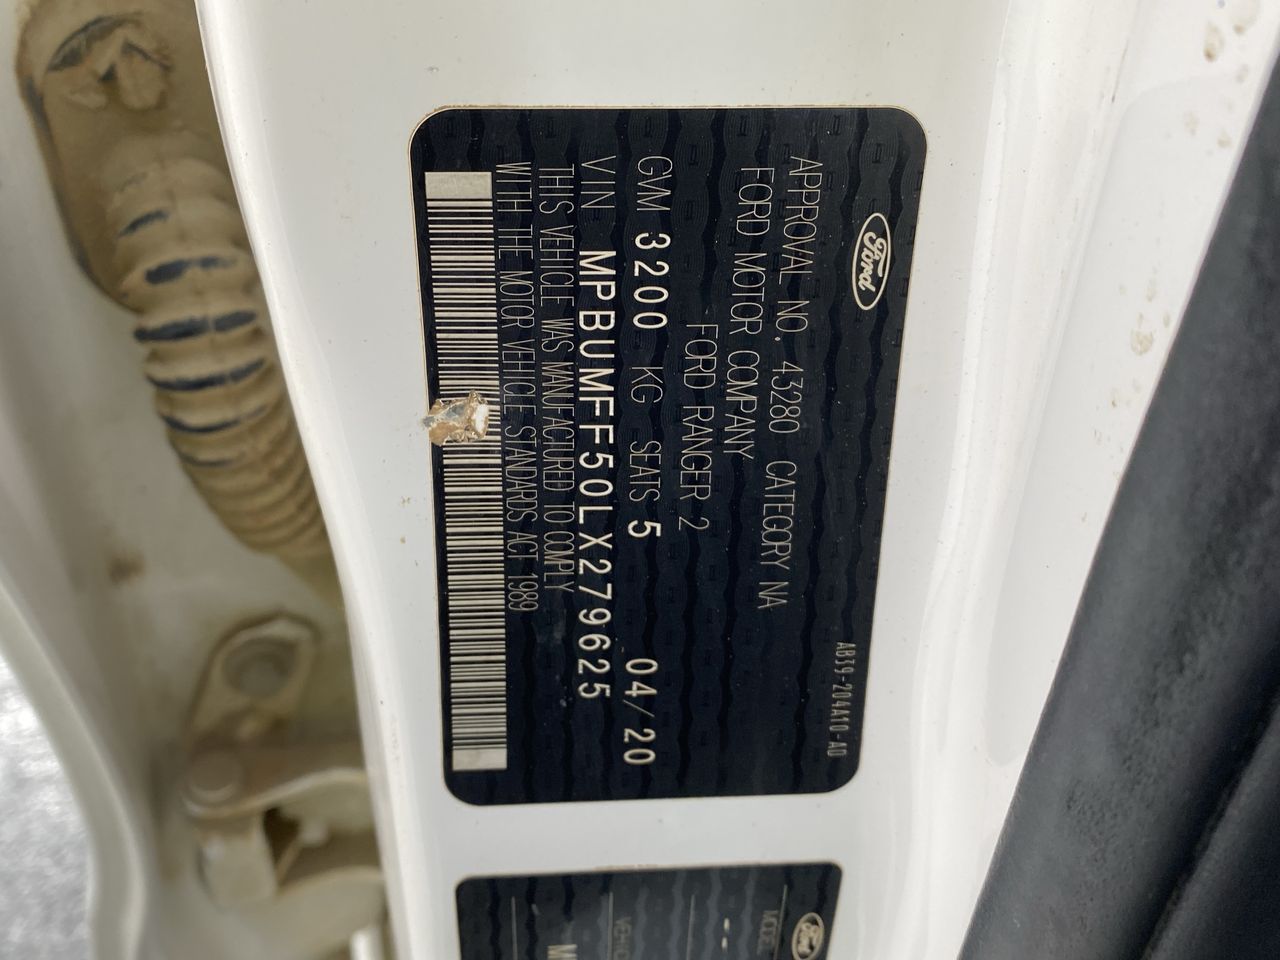 Ford
AB39-204A10-AD
APPROVAL NO. 43280 CATEGORY NA
FORD MOTOR COMPANY
FORD RANGER 2
GVM 3200 KG SEATS 5 04/20
VIN MPBUMFF50LX279625
THIS VEHICLE WAS MANUFACTURED TO COMPLY
WITH THE MOTOR VEHICLE STANDARDS ACT 1989
Ford